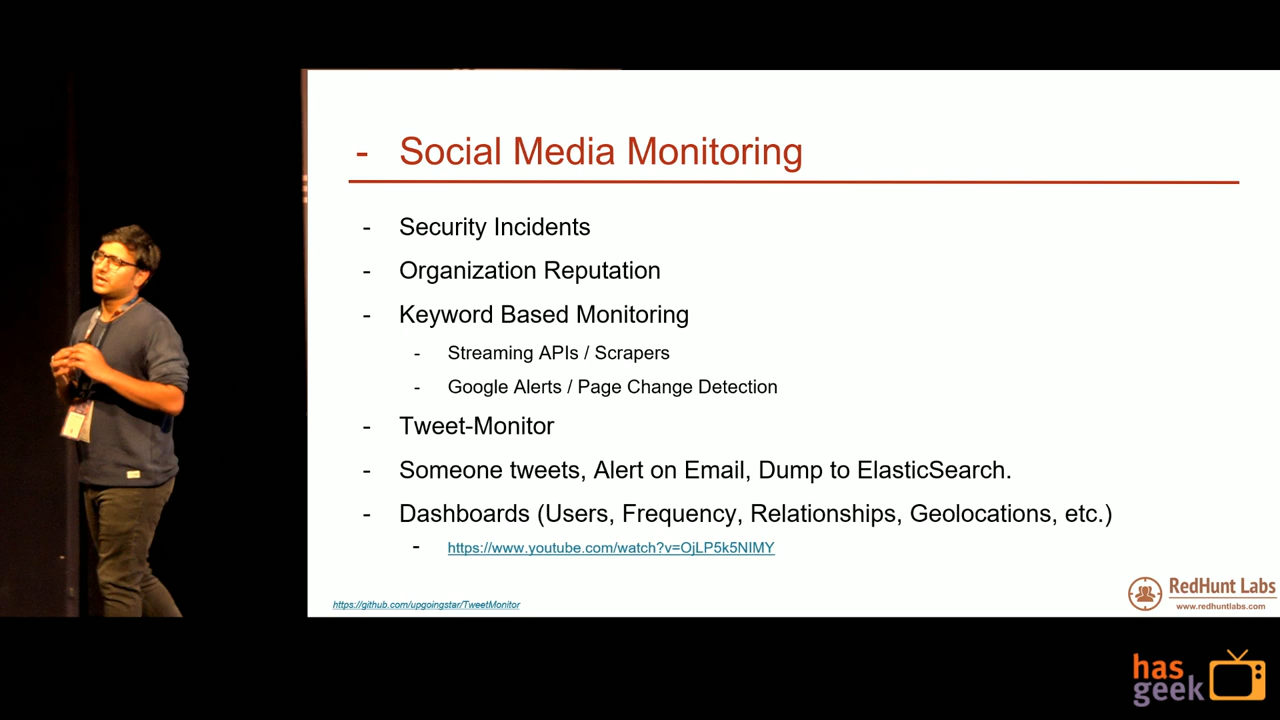 - Social Media Monitoring
- Security Incidents
- Organization Reputation
- Keyword Based Monitoring
- Streaming APIs / Scrapers
- Google Alerts / Page Change Detection
- Tweet-Monitor
- Someone tweets, Alert on Email, Dump to ElasticSearch.
- Dashboards (Users, Frequency, Relationships, Geolocations, etc.)
- https://www.youtube.com/watch?v=OjLP5k5NIMY
https://github.com/upgoingstar/TweetMonitor
RedHunt Labs
www.redhuntlabs.com
has
geek